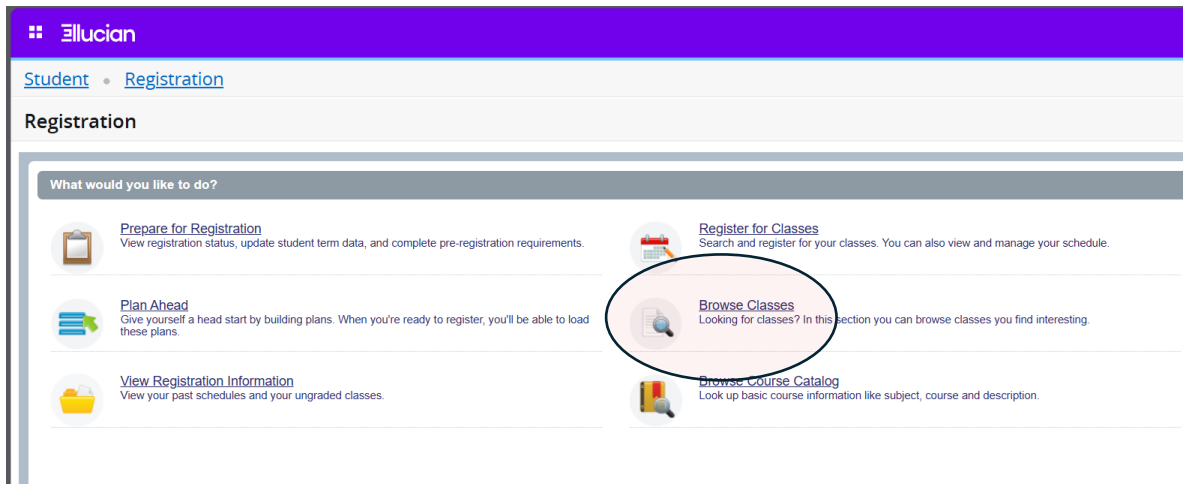 Ellucian
Student • Registration
Registration
What would you like to do?
Prepare for Registration
View registration status, update student term data, and complete pre-registration requirements.
Register for Classes
Search and register for your classes. You can also view and manage your schedule.
Plan Ahead
Give yourself a head start by building plans. When you're ready to register, you'll be able to load
these plans.
Browse Classes
Looking for classes? In this section you can browse classes you find interesting.
View Registration Information
View your past schedules and your ungraded classes.
Browse Course Catalog
Look up basic course information like subject, course and description.